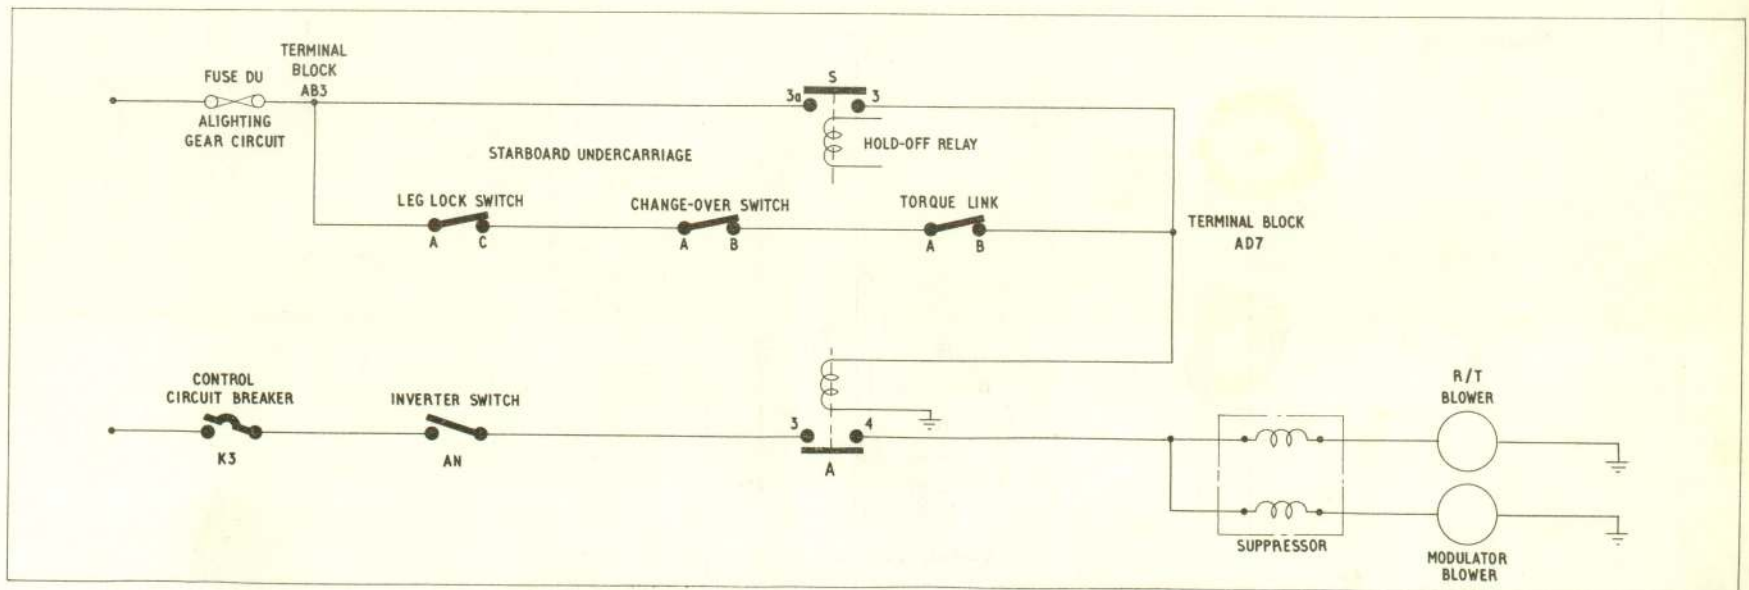 TERMINAL
BLOCK
AB3
FUSE DU
ALIGHTING
GEAR CIRCUIT
S
3a
3
HOLD-OFF RELAY
STARBOARD UNDERCARRIAGE
LEG LOCK SWITCH
A
C
CHANGE-OVER SWITCH
A
B
TORQUE LINK
A
B
TERMINAL BLOCK
AD7
CONTROL
CIRCUIT BREAKER
K3
INVERTER SWITCH
AN
3
4
A
SUPPRESSOR
R/T
BLOWER
MODULATOR
BLOWER